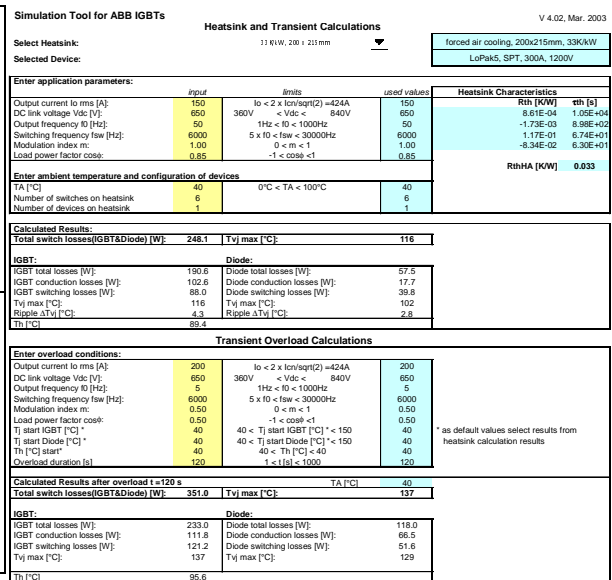 Simulation Tool for ABB IGBTs V 4.02, Mar. 2003
Heatsink and Transient Calculations
Select Heatsink: 33 K/kW, 200 x 215mm forced air cooling, 200x215mm, 33K/kW
Selected Device: LoPak5, SPT, 300A, 1200V
Enter application parameters:
input limits used values Heatsink Characteristics
Output current Io rms [A]: 150 Io < 2 x Icn/sqrt(2) =424A 150 Rth [K/W] τth [s]
DC link voltage Vdc [V]: 650 360V < Vdc < 840V 650 8.61E-04 1.05E+04
Output frequency f0 [Hz]: 50 1Hz < f0 < 1000Hz 50 -1.73E-03 8.98E+02
Switching frequency fsw [Hz]: 6000 5 x f0 < fsw < 30000Hz 6000 1.17E-01 6.74E+01
Modulation index m: 1.00 0 < m < 1 1.00 -8.34E-02 6.30E+01
Load power factor cosϕ: 0.85 -1 < cosϕ <1 0.85
RthHA [K/W] 0.033
Enter ambient temperature and configuration of devices
TA [°C] 40 0°C < TA < 100°C 40
Number of switches on heatsink 6 6
Number of devices on heatsink 1 1
Calculated Results:
Total switch losses(IGBT&Diode) [W]: 248.1 Tvj max [°C]: 116
IGBT: Diode:
IGBT total losses [W]: 190.6 Diode total losses [W]: 57.5
IGBT conduction losses [W]: 102.6 Diode conduction losses [W]: 17.7
IGBT switching losses [W]: 88.0 Diode switching losses [W]: 39.8
Tvj max [°C]: 116 Tvj max [°C]: 102
Ripple ΔTvj [°C]: 4.3 Ripple ΔTvj [°C]: 2.8
Th [°C] 89.4
Transient Overload Calculations
Enter overload conditions:
Output current Io rms [A]: 200 Io < 2 x Icn/sqrt(2) =424A 200
DC link voltage Vdc [V]: 650 360V < Vdc < 840V 650
Output frequency f0 [Hz]: 5 1Hz < f0 < 1000Hz 5
Switching frequency fsw [Hz]: 6000 5 x f0 < fsw < 30000Hz 6000
Modulation index m: 0.50 0 < m < 1 0.50
Load power factor cosϕ: 0.50 -1 < cosϕ <1 0.50
Tj start IGBT [°C] * 40 40 < Tj start IGBT [°C] * < 150 40 * as default values select results from
Tj start Diode [°C] * 40 40 < Tj start Diode [°C] * < 150 40 heatsink calculation results
Th [°C] start* 40 40 < Th [°C] < 40 40
Overload duration [s] 120 1 < t [s] < 1000 120
Calculated Results after overload t =120 s TA [°C] 40
Total switch losses(IGBT&Diode) [W]: 351.0 Tvj max [°C]: 137
IGBT: Diode:
IGBT total losses [W]: 233.0 Diode total losses [W]: 118.0
IGBT conduction losses [W]: 111.8 Diode conduction losses [W]: 66.5
IGBT switching losses [W]: 121.2 Diode switching losses [W]: 51.6
Tvj max [°C]: 137 Tvj max [°C]: 129
Th [°C] 95.6